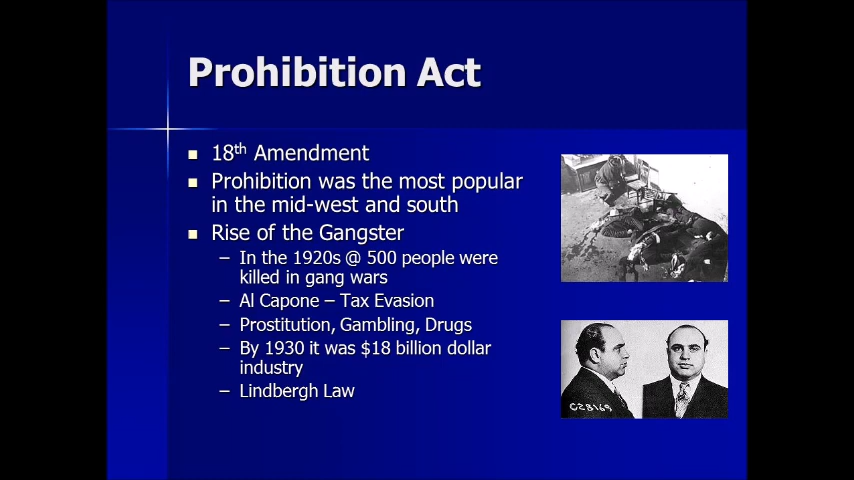 Prohibition Act
18th Amendment
Prohibition was the most popular
in the mid-west and south
Rise of the Gangster
– In the 1920s @ 500 people were
killed in gang wars
– Al Capone – Tax Evasion
– Prostitution, Gambling, Drugs
– By 1930 it was $18 billion dollar
industry
– Lindbergh Law
C28169